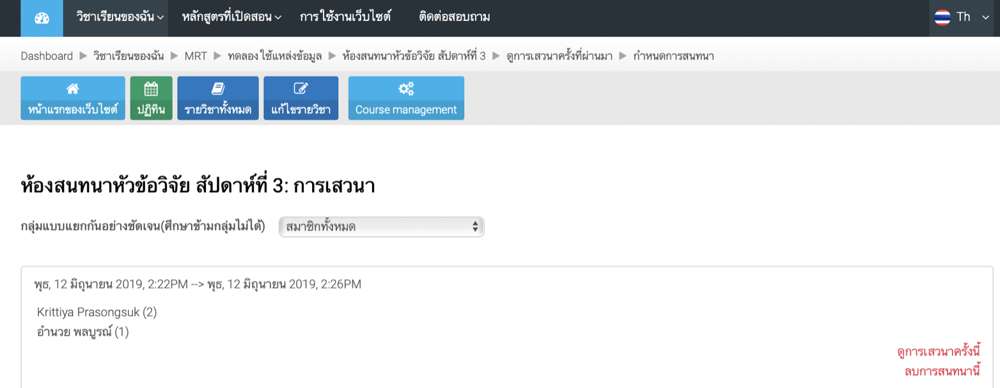 วิชาเรียนของฉัน หลักสูตรที่เปิดสอน การใช้งานเว็บไซต์ ติดต่อสอบถาม Th
Dashboard ► วิชาเรียนของฉัน ► MRT ► ทดลองใช้แหล่งข้อมูล ► ห้องสนทนาหัวข้อวิจัย สัปดาห์ที่ 3 ► ดูการเสวนาครั้งที่ผ่านมา ► กำหนดการสนทนา
หน้าแรกของเว็บไซต์ ปฏิทิน รายวิชาทั้งหมด แก้ไขรายวิชา Course management
ห้องสนทนาหัวข้อวิจัย สัปดาห์ที่ 3: การเสวนา
กลุ่มแบบแยกกันอย่างชัดเจน(ศึกษาข้ามกลุ่มไม่ได้) สมาชิกทั้งหมด
พุธ, 12 มิถุนายน 2019, 2:22PM --> พุธ, 12 มิถุนายน 2019, 2:26PM
Krittiya Prasongsuk (2)
อำนวย พลบูรณ์ (1)
ดูการเสวนาครั้งนี้
ลบการสนทนานี้